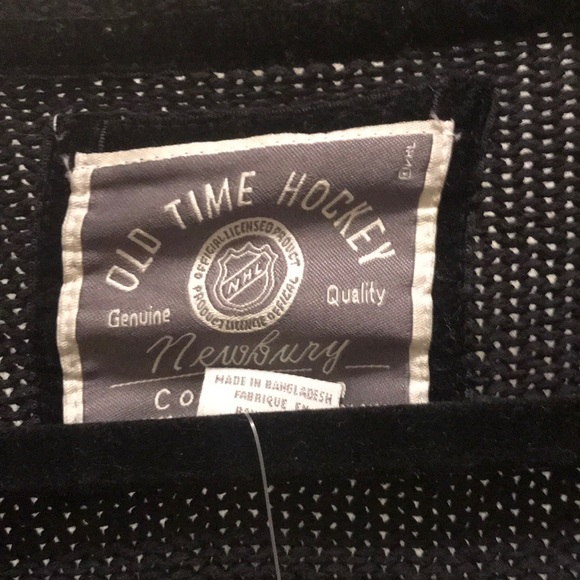 © NHL
OLD TIME HOCKEY
OFFICIAL LICENSED PRODUCT
NHL
PRODUIT LICENCIE OFFICIEL
Genuine Quality
Newbury
Co
MADE IN BANGLADESH
FABRIQUE EN